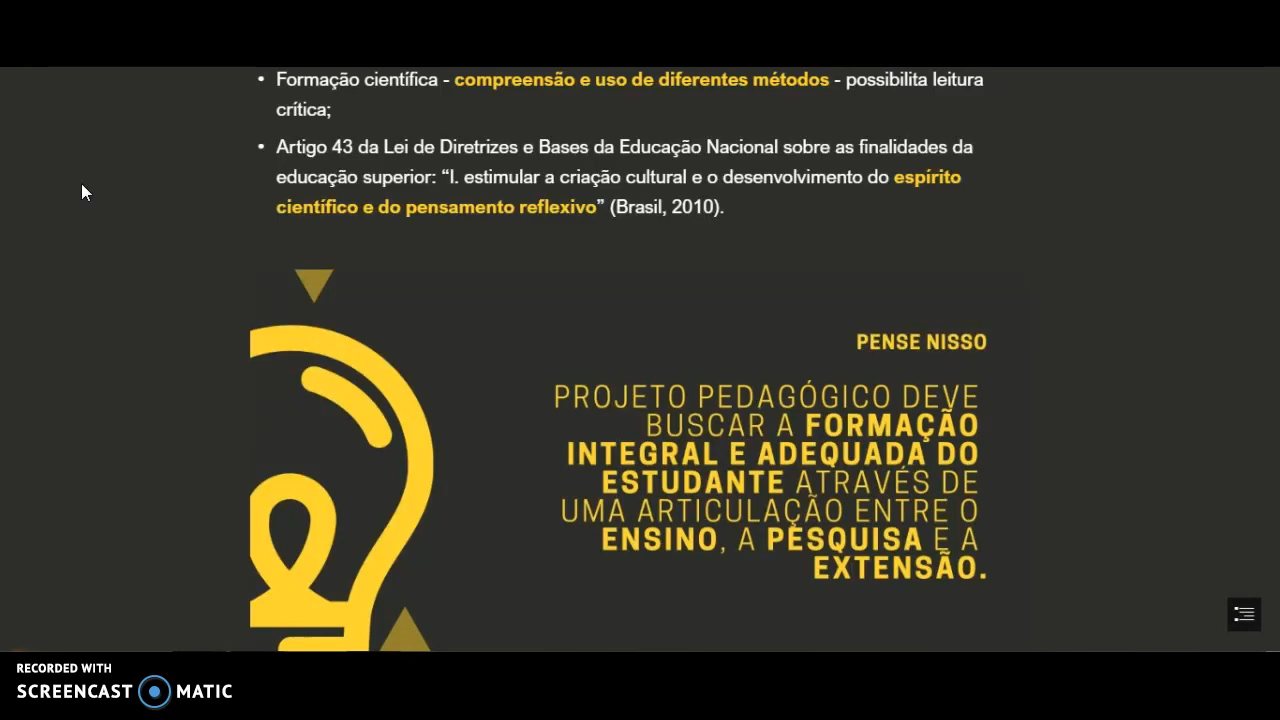 • Formação científica - compreensão e uso de diferentes métodos - possibilita leitura
crítica;
• Artigo 43 da Lei de Diretrizes e Bases da Educação Nacional sobre as finalidades da
educação superior: “I. estimular a criação cultural e o desenvolvimento do espírito
científico e do pensamento reflexivo” (Brasil, 2010).
PENSE NISSO
PROJETO PEDAGÓGICO DEVE
BUSCAR A FORMAÇÃO
INTEGRAL E ADEQUADA DO
ESTUDANTE ATRAVÉS DE
UMA ARTICULAÇÃO ENTRE O
ENSINO, A PESQUISA E A
EXTENSÃO.
RECORDED WITH
SCREENCAST MATIC